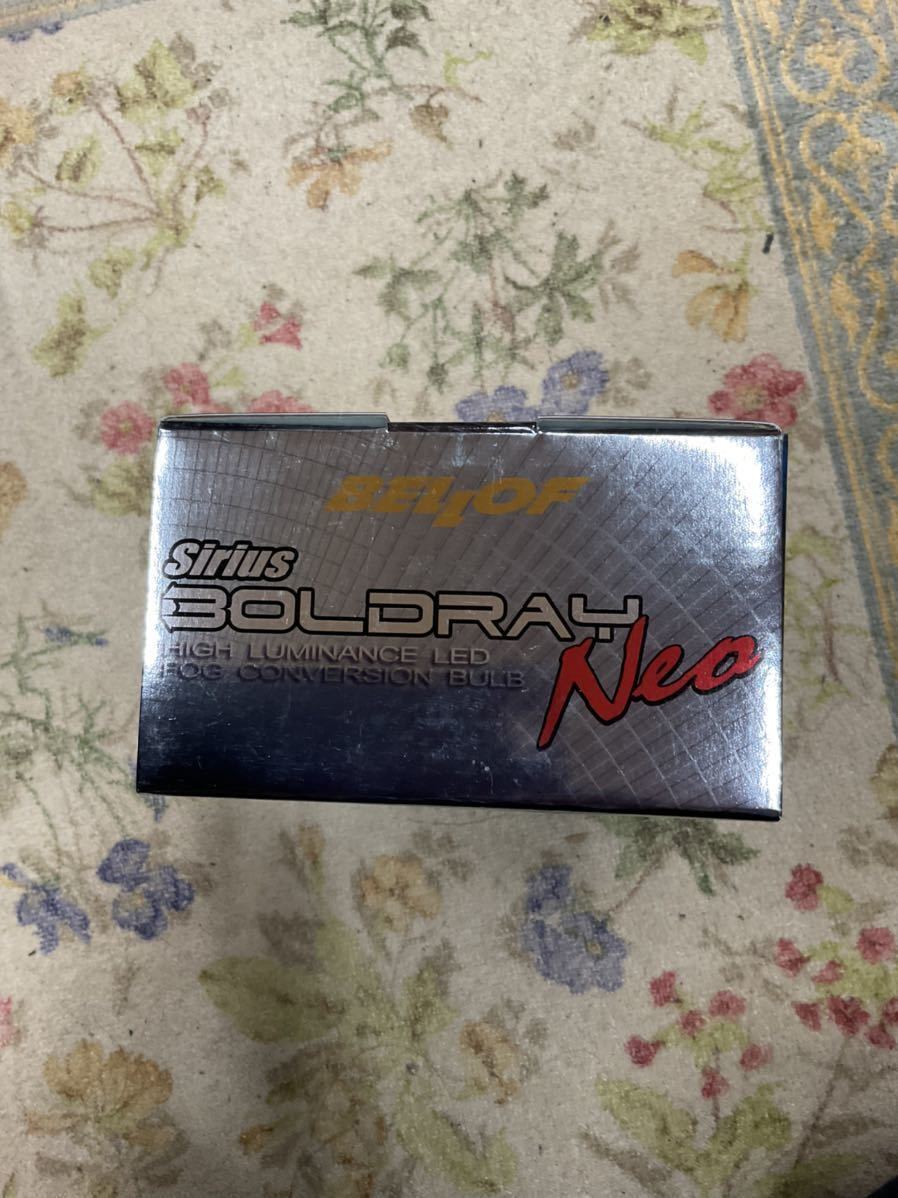 BELLOF
Sirius
BOLDRAY
Neo
HIGH LUMINANCE LED
FOG CONVERSION BULB